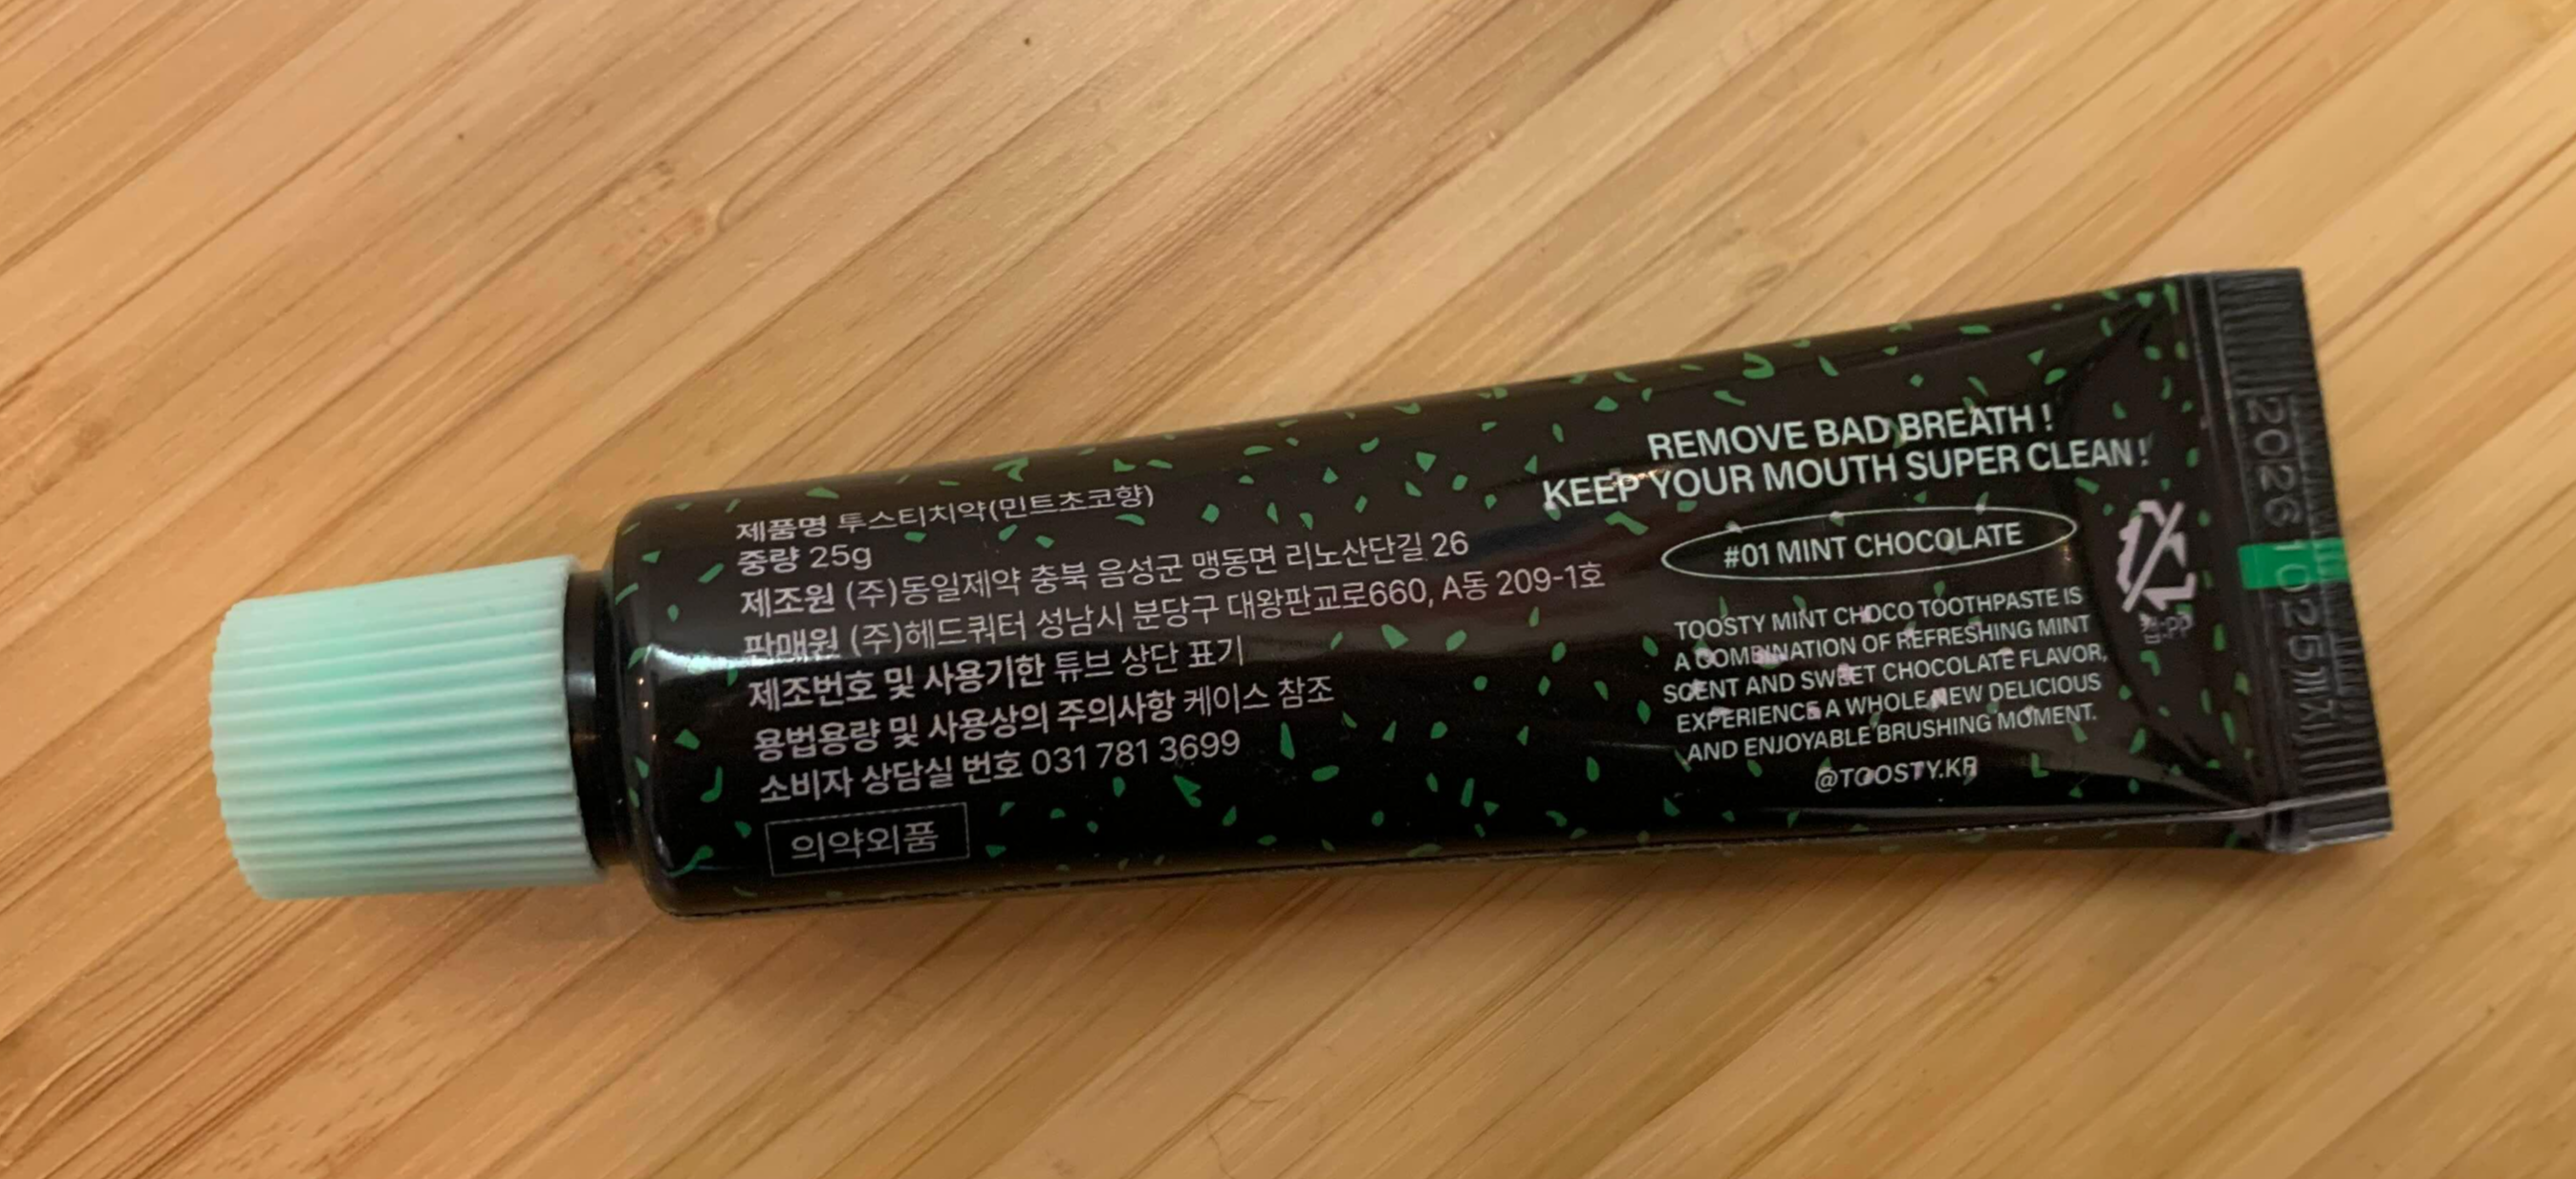 제품명 투스티치약(민트초코향)
중량 25g
제조원 (주)동일제약 충북 음성군 맹동면 리노산단길 26
판매원 (주)헤드쿼터 성남시 분당구 대왕판교로660, A동 209-1호
제조번호 및 사용기한 튜브 상단 표기
용법용량 및 사용상의 주의사항 케이스 참조
소비자 상담실 번호 031 781 3699
의약외품
REMOVE BAD BREATH !
KEEP YOUR MOUTH SUPER CLEAN !
#01 MINT CHOCOLATE
TOOSTY MINT CHOCO TOOTHPASTE IS
A COMBINATION OF REFRESHING MINT
SCENT AND SWEET CHOCOLATE FLAVOR,
EXPERIENCE A WHOLE NEW DELICIOUS
AND ENJOYABLE BRUSHING MOMENT.
@TOOSTY.KR
20261025까지